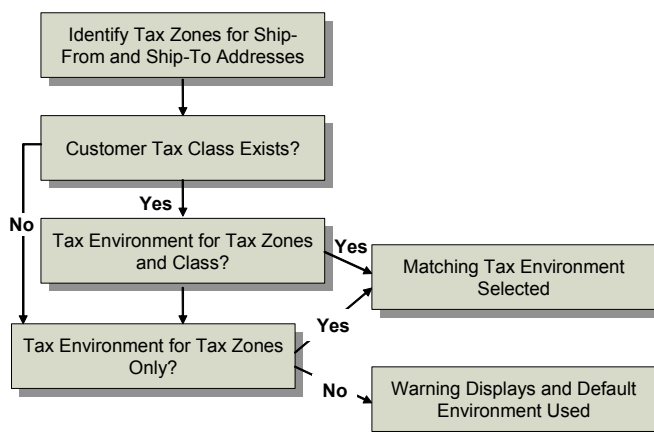 Identify Tax Zones for Ship-
From and Ship-To Addresses
Customer Tax Class Exists?
Yes
No
Tax Environment for Tax Zones
and Class?
Yes
Matching Tax Environment
Selected
Yes
Tax Environment for Tax Zones
Only?
No
Warning Displays and Default
Environment Used